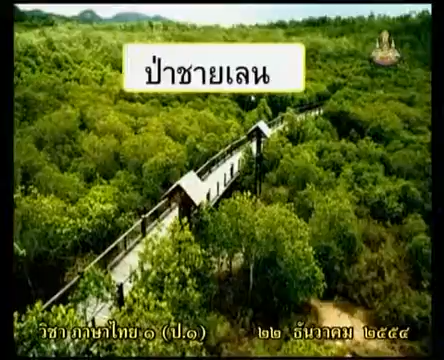 ป่าชายเลน
วิชา ภาษาไทย ๑ (ป.๑) ๒๒ ธันวาคม ๒๕๕๔